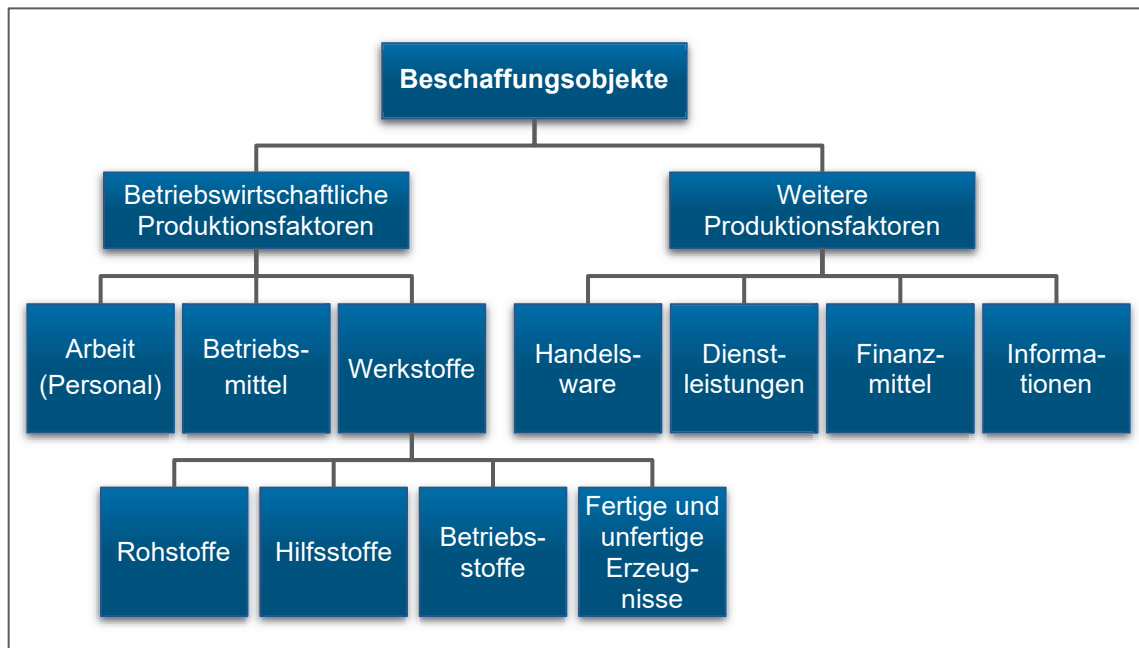 Beschaffungsobjekte
Betriebswirtschaftliche
Produktionsfaktoren
Weitere
Produktionsfaktoren
Arbeit
(Personal)
Betriebs-
mittel
Werkstoffe
Handels-
ware
Dienst-
leistungen
Finanz-
mittel
Informa-
tionen
Rohstoffe
Hilfsstoffe
Betriebs-
stoffe
Fertige und
unfertige
Erzeug-
nisse